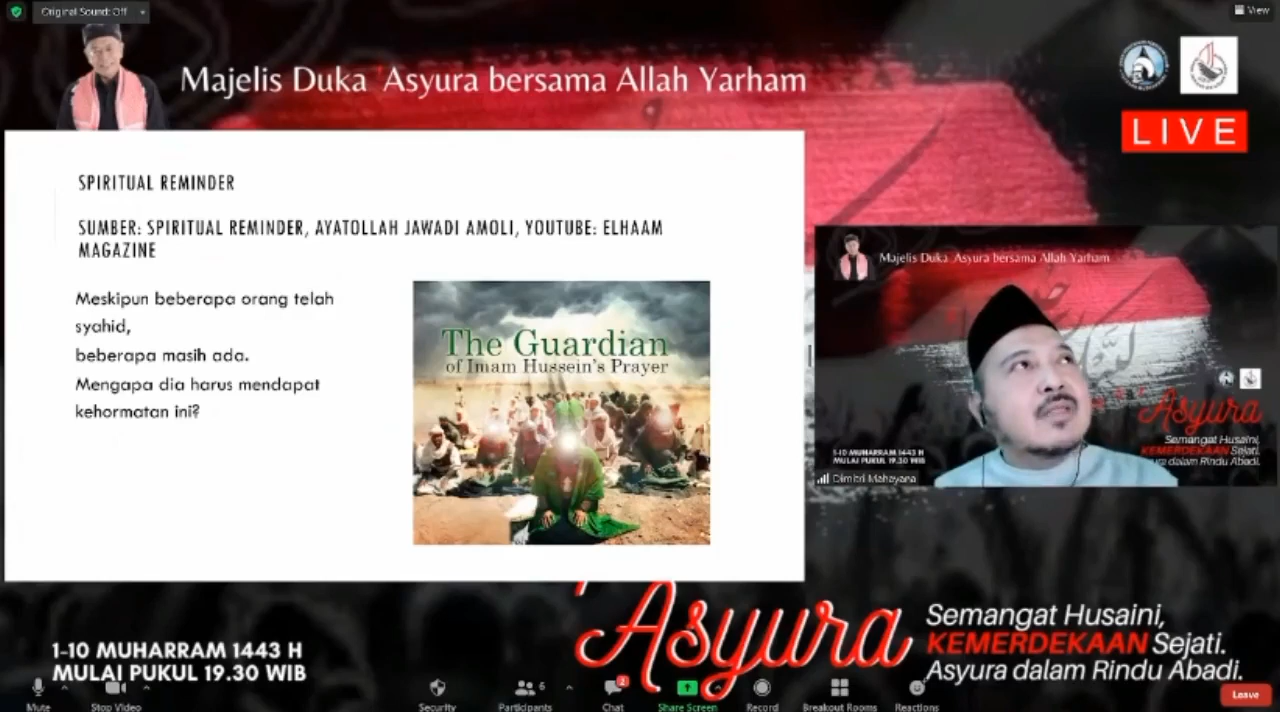 Original Sound: Off
View
Majelis Duka Asyura bersama Allah Yarham
LIVE
SPIRITUAL REMINDER
SUMBER: SPIRITUAL REMINDER, AYATOLLAH JAWADI AMOLI, YOUTUBE: ELHAAM
MAGAZINE
Meskipun beberapa orang telah
syahid,
beberapa masih ada.
Mengapa dia harus mendapat
kehormatan ini?
The Guardian
of Imam Hussein's Prayer
Majelis Duka Asyura bersama Allah Yarham
Asyura
Semangat Husaini,
KEMERDEKAAN Sejati.
dalam Rindu Abadi.
1-10 MUHARRAM 1443 H
MULAI PUKUL 19.30 WIB
Dimitri Mahayana
'Asyura
Semangat Husaini,
KEMERDEKAAN Sejati.
Asyura dalam Rindu Abadi.
1-10 MUHARRAM 1443 H
MULAI PUKUL 19.30 WIB
Mute
Stop Video
Security
Participants
6
Chat
2
Share Screen
Record
Breakout Rooms
Reactions
Leave